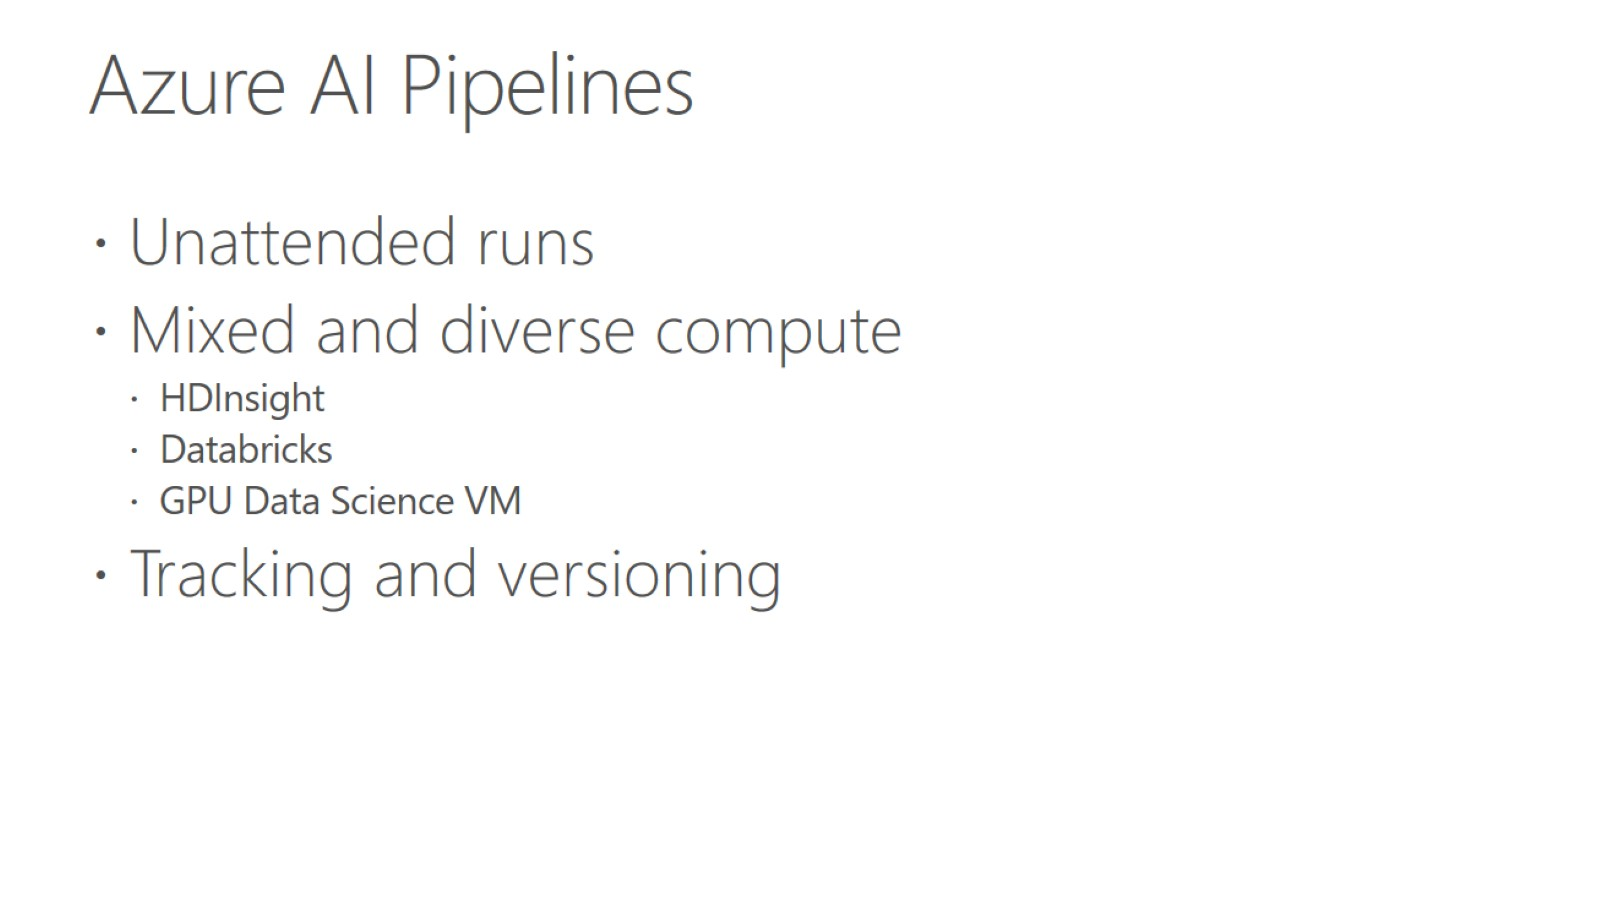 Azure AI Pipelines
· Unattended runs
· Mixed and diverse compute
· HDInsight
· Databricks
· GPU Data Science VM
· Tracking and versioning